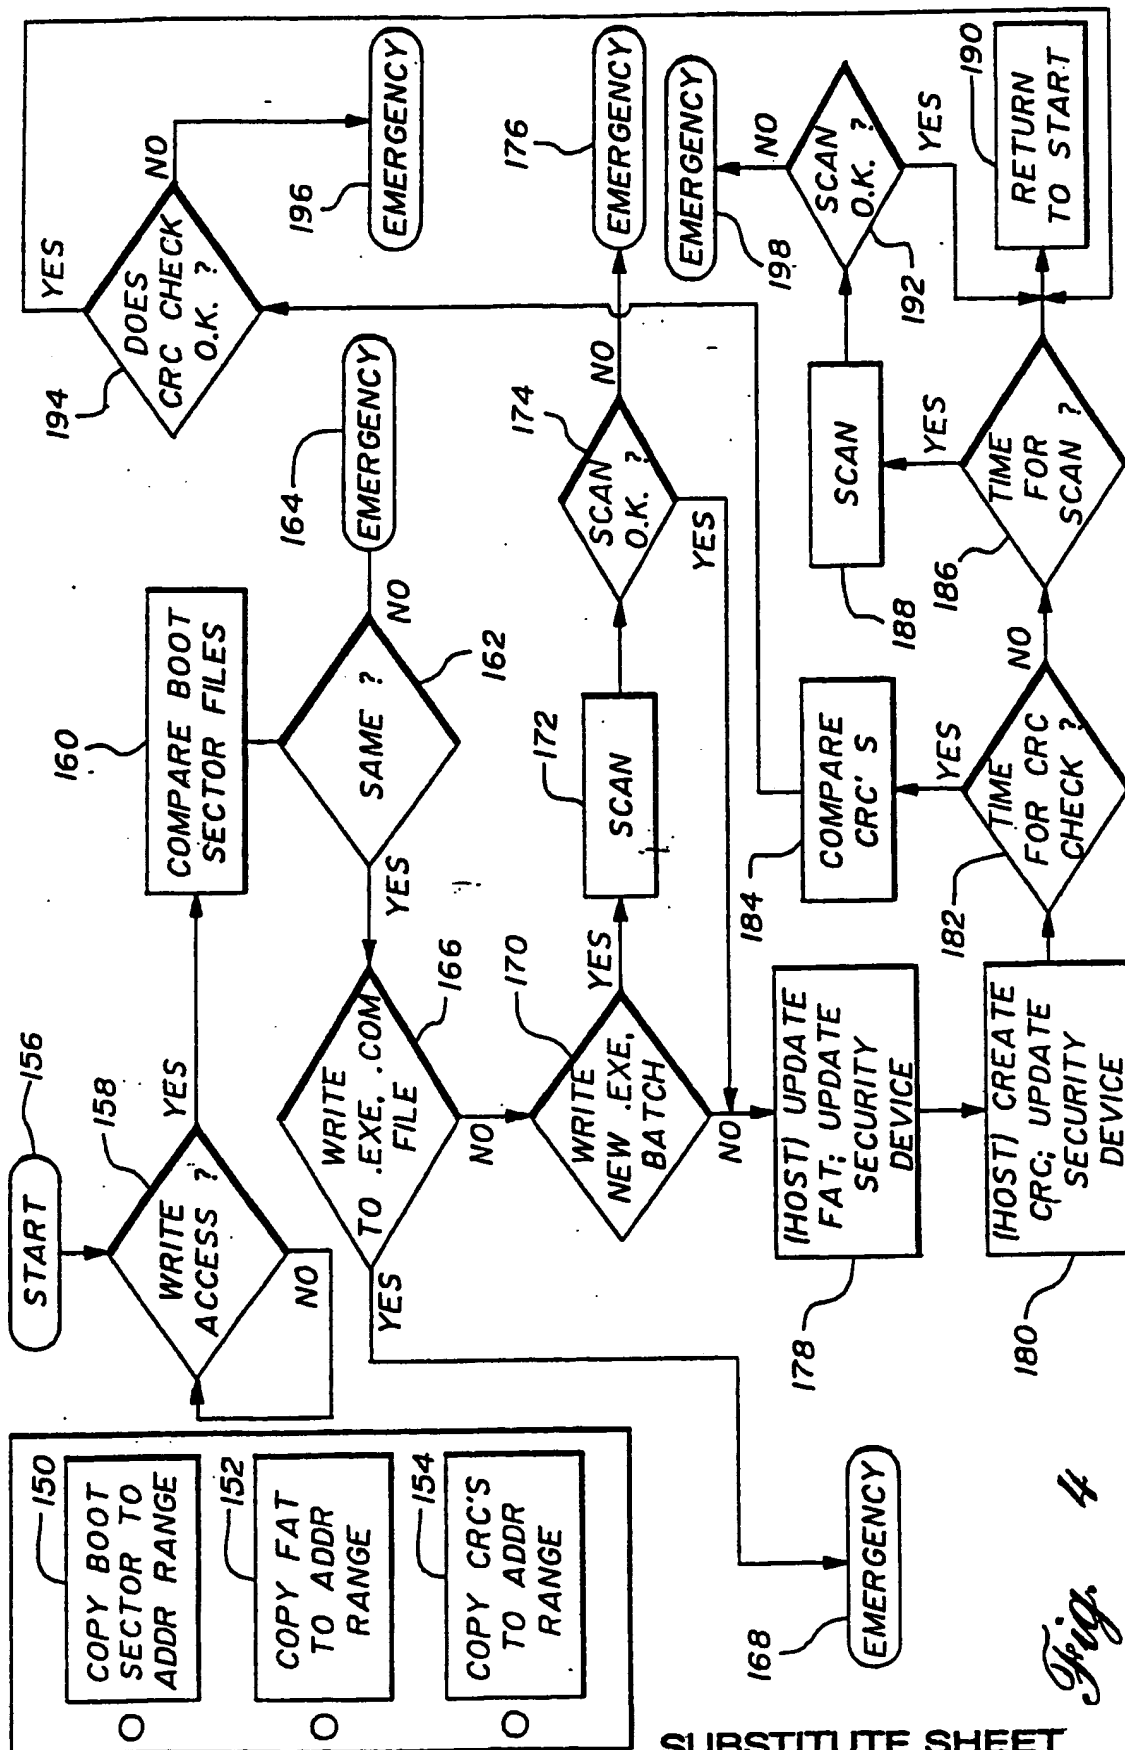 150
COPY BOOT
SECTOR TO
ADDR RANGE
152
COPY FAT
TO ADDR
RANGE
154
COPY CRC'S
TO ADDR
RANGE
START
156
WRITE
ACCESS ?
158
YES
NO
160
COMPARE BOOT
SECTOR FILES
SAME ?
162
NO
YES
164
EMERGENCY
WRITE
TO .EXE, .COM
FILE
166
YES
NO
168
EMERGENCY
WRITE
NEW .EXE,
BATCH
170
YES
NO
172
SCAN
174
SCAN
O.K. ?
NO
YES
176
EMERGENCY
(HOST) UPDATE
FAT; UPDATE
SECURITY
DEVICE
178
(HOST) CREATE
CRC; UPDATE
SECURITY
DEVICE
180
TIME
FOR CRC
CHECK ?
182
YES
NO
184
COMPARE
CRC'S
TIME
FOR
SCAN ?
186
YES
188
SCAN
SCAN
O.K. ?
192
NO
YES
198
EMERGENCY
190
RETURN
TO START
194
DOES
CRC CHECK
O.K. ?
YES
NO
196
EMERGENCY
Fig. 4
SUBSTITUTE SHEET